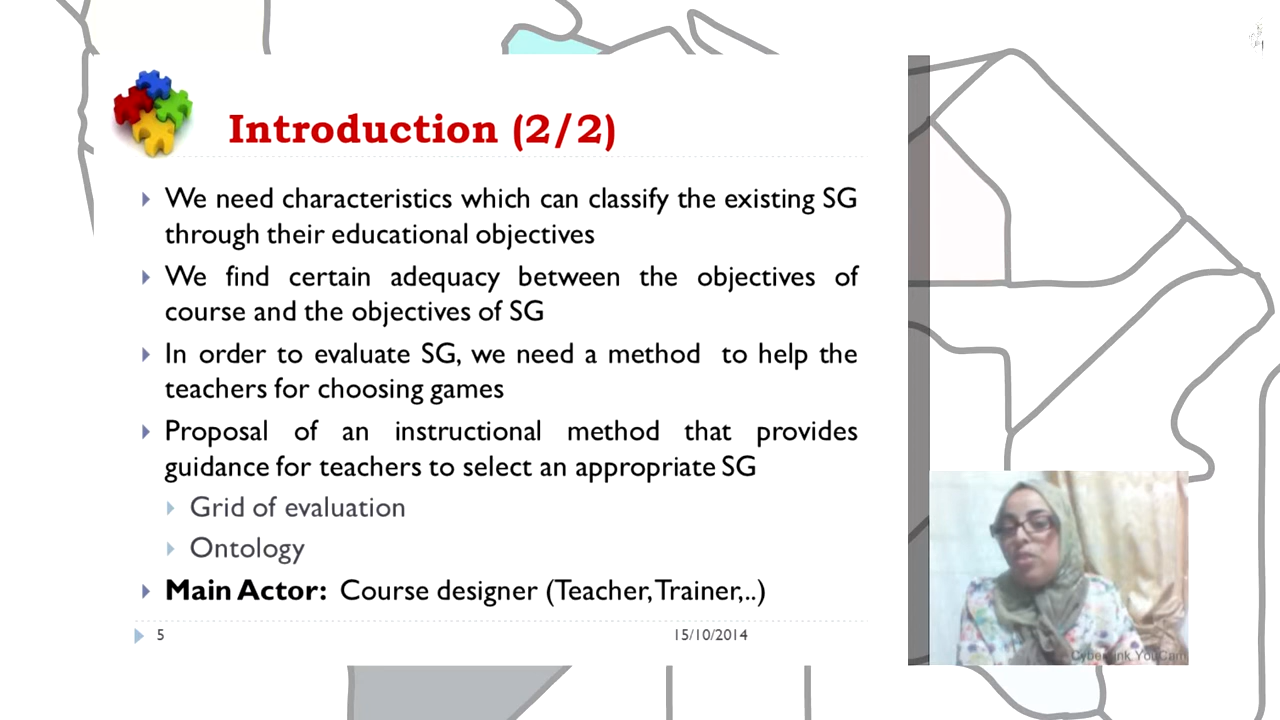 Introduction (2/2)
We need characteristics which can classify the existing SG
through their educational objectives
We find certain adequacy between the objectives of
course and the objectives of SG
In order to evaluate SG, we need a method to help the
teachers for choosing games
Proposal of an instructional method that provides
guidance for teachers to select an appropriate SG
Grid of evaluation
Ontology
Main Actor: Course designer (Teacher, Trainer,..)
5
15/10/2014
CyberLink YouCam